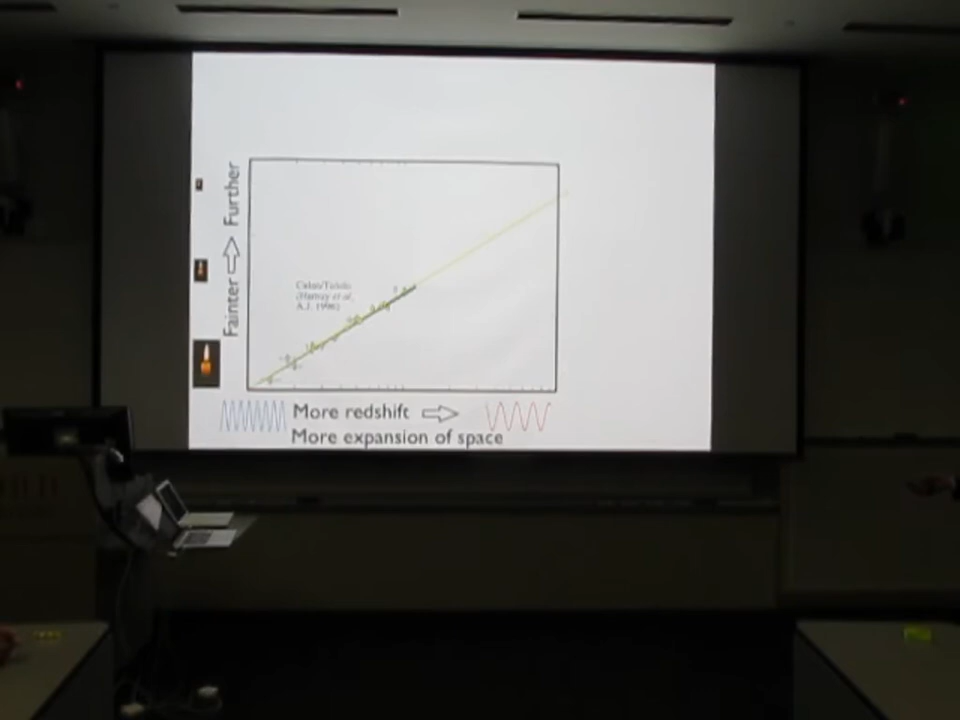 Fainter Further
Calan/Tololo
(Hamuy et al,
A.J. 1996)
More redshift
More expansion of space